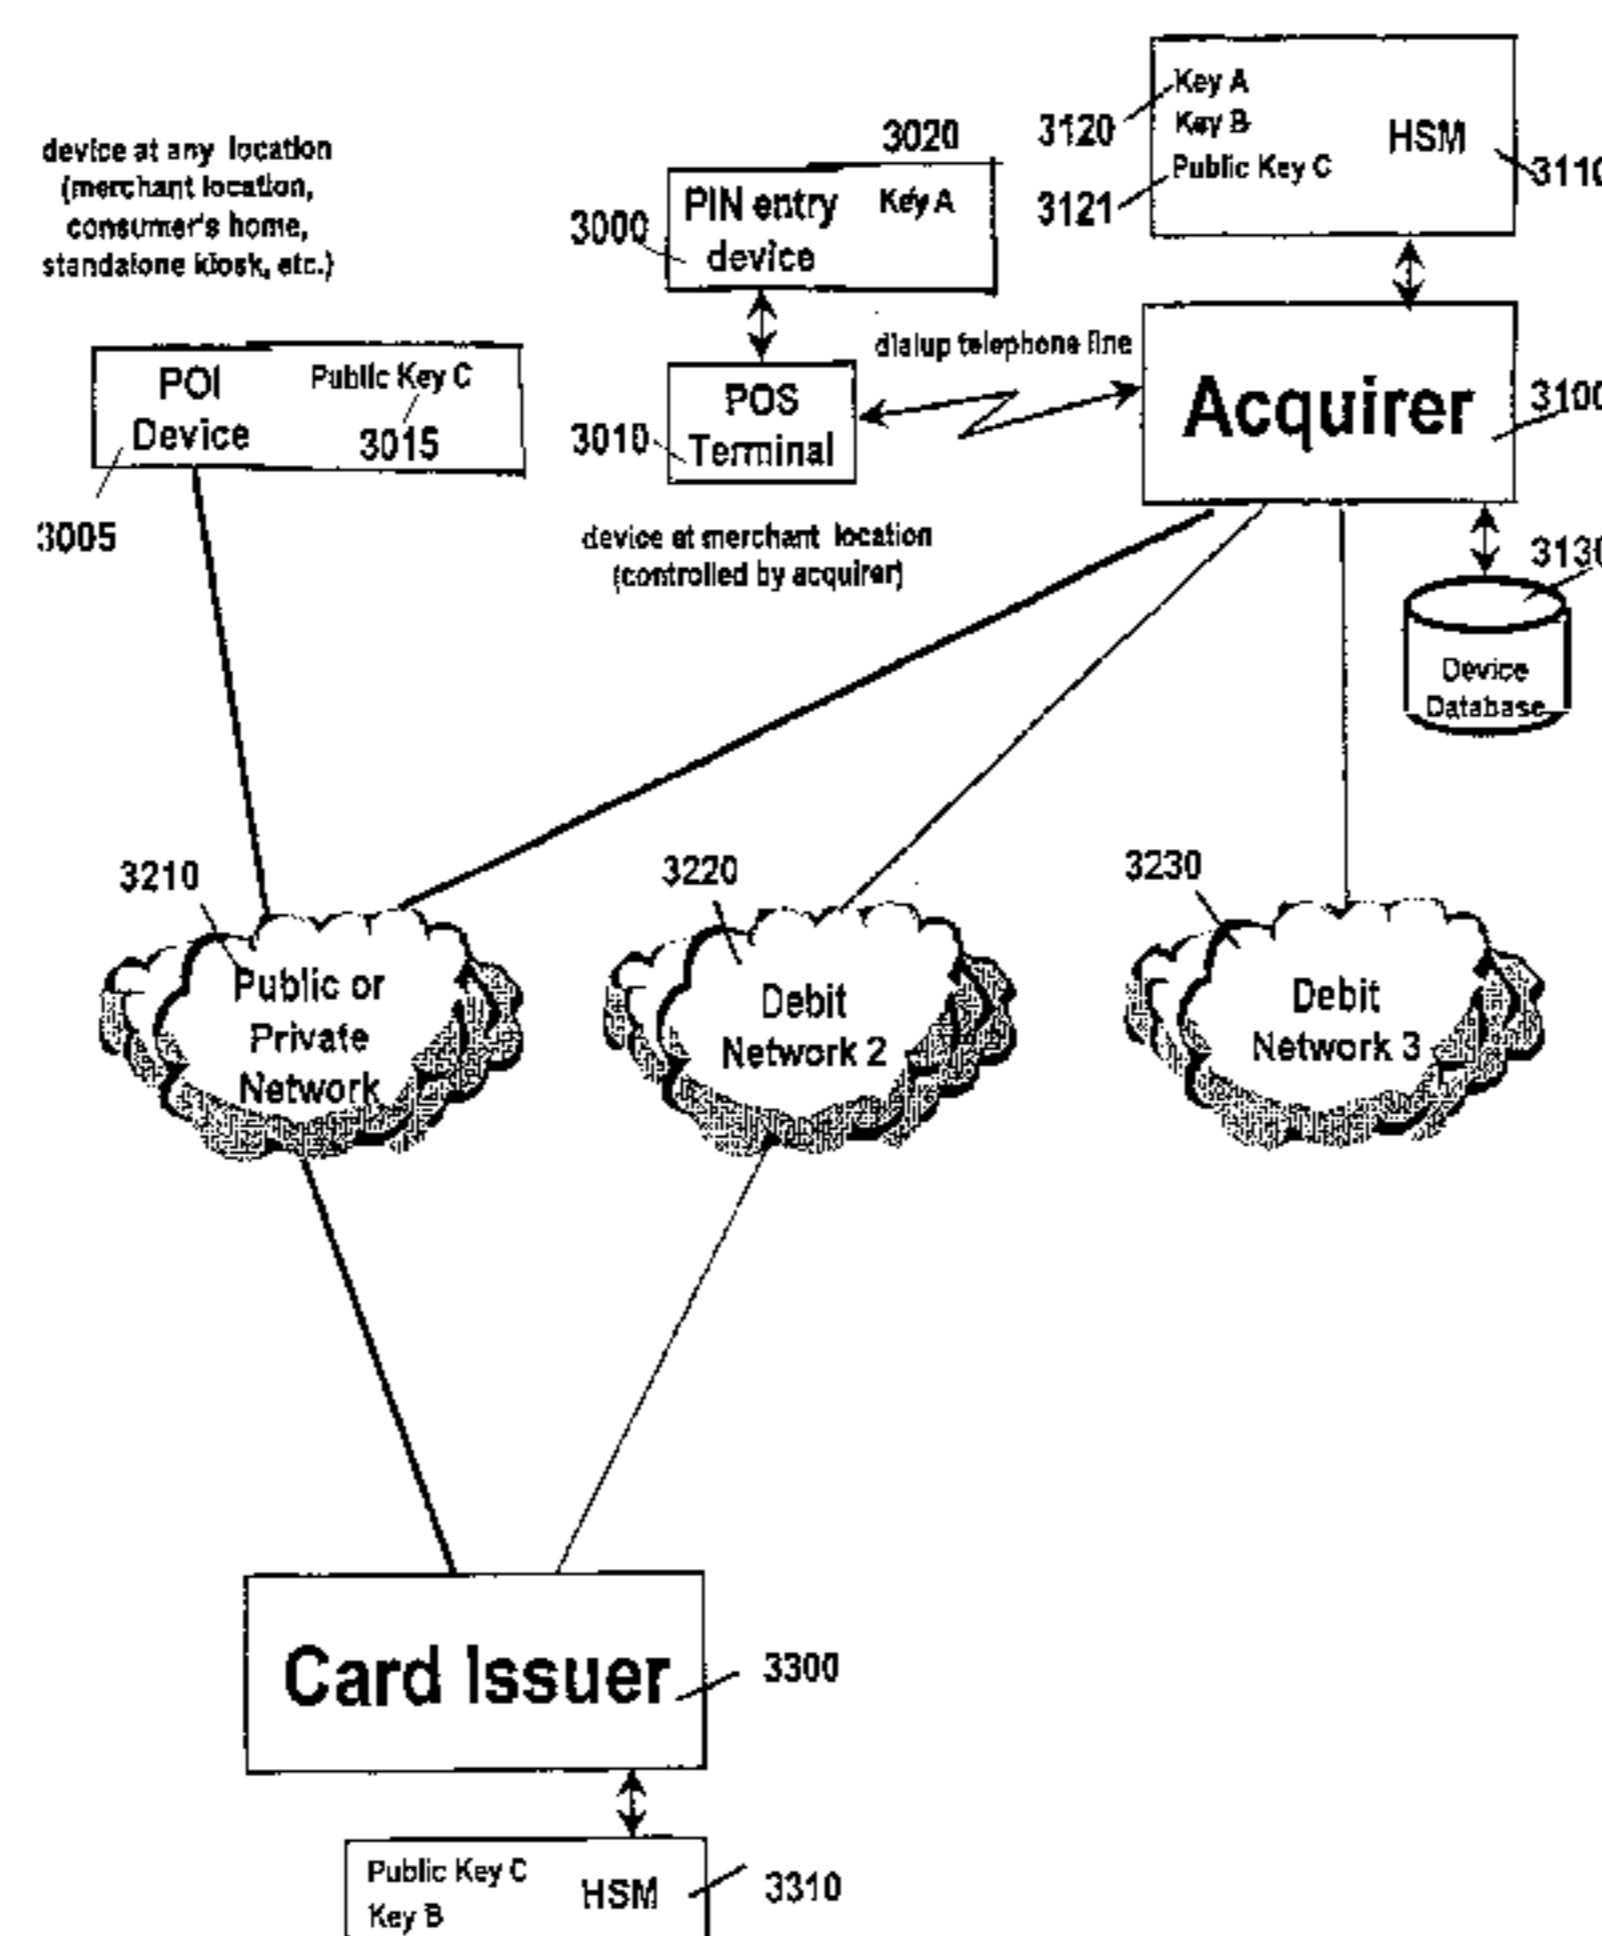 Key A
Key B
Public Key C
HSM
3120
3121
3110
3020
PIN entry
device
Key A
3000
device at any location
(merchant location,
consumer's home,
standalone kiosk, etc.)
POI
Device
Public Key C
3015
3005
dialup telephone line
POS
Terminal
3010
Acquirer
3100
device at merchant location
(controlled by acquirer)
3130
Device
Database
3210
3220
3230
Public or
Private
Network
Debit
Network 2
Debit
Network 3
Card Issuer
3300
Public Key C
Key B
HSM
3310